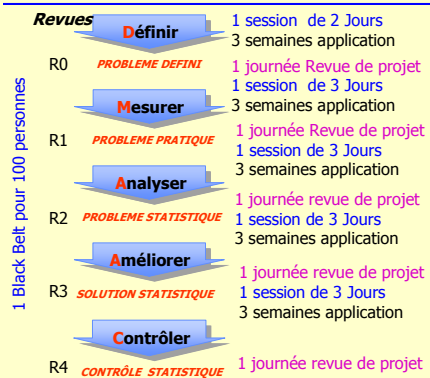 Revues
Définir
1 session de 2 Jours
3 semaines application
R0
PROBLEME DEFINI
1 journée Revue de projet
1 session de 3 Jours
Mesurer
3 semaines application
R1
PROBLEME PRATIQUE
1 journée Revue de projet
1 session de 3 Jours
3 semaines application
Analyser
1 journée revue de projet
R2
PROBLEME STATISTIQUE
1 session de 3 Jours
3 semaines application
Améliorer
1 journée revue de projet
R3
SOLUTION STATISTIQUE
1 session de 3 Jours
3 semaines application
Contrôler
R4
CONTRÔLE STATISTIQUE
1 journée revue de projet
1 Black Belt pour 100 personnes